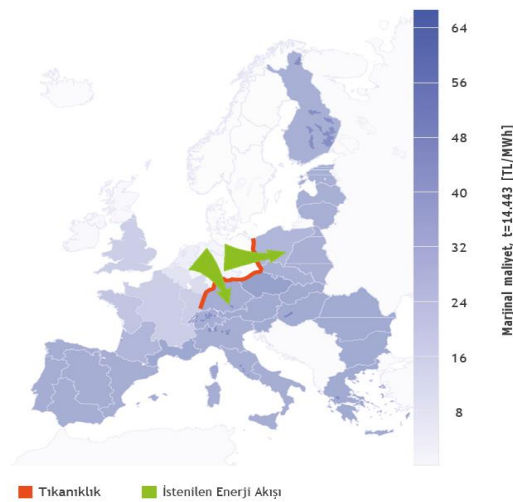 64
56
48
40
32
24
16
8
Marjinal maliyet, t=14.443 [TL/MWh]
Tıkanıklık
İstenilen Enerji Akışı